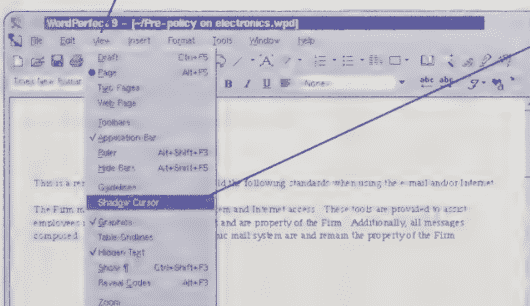 WordPerfect 9 - [~/Pre-policy on electronics.wpd]
File Edit View Insert Format Tools Window Help
Draft Ctrl+F5
Page Alt+F5
Two Pages
Web Page
Times New Roman
B I U <None> abc abc
Toolbars
Application Bar
Ruler Alt+Shift+F3
Hide Bars Alt+Shift+F5
Guidelines
This is a the following standards when using the e-mail and/or Internet
Shadow Cursor
The Firm and Internet access. These tools are provided to assist
Graphics
employees and are property of the Firm. Additionally, all messages
Table Gridlines
composed mail system are and remain the property of the Firm
Hidden Text
Show ¶ Ctrl+Shift+F3
Reveal Codes Alt+F3
Zoom